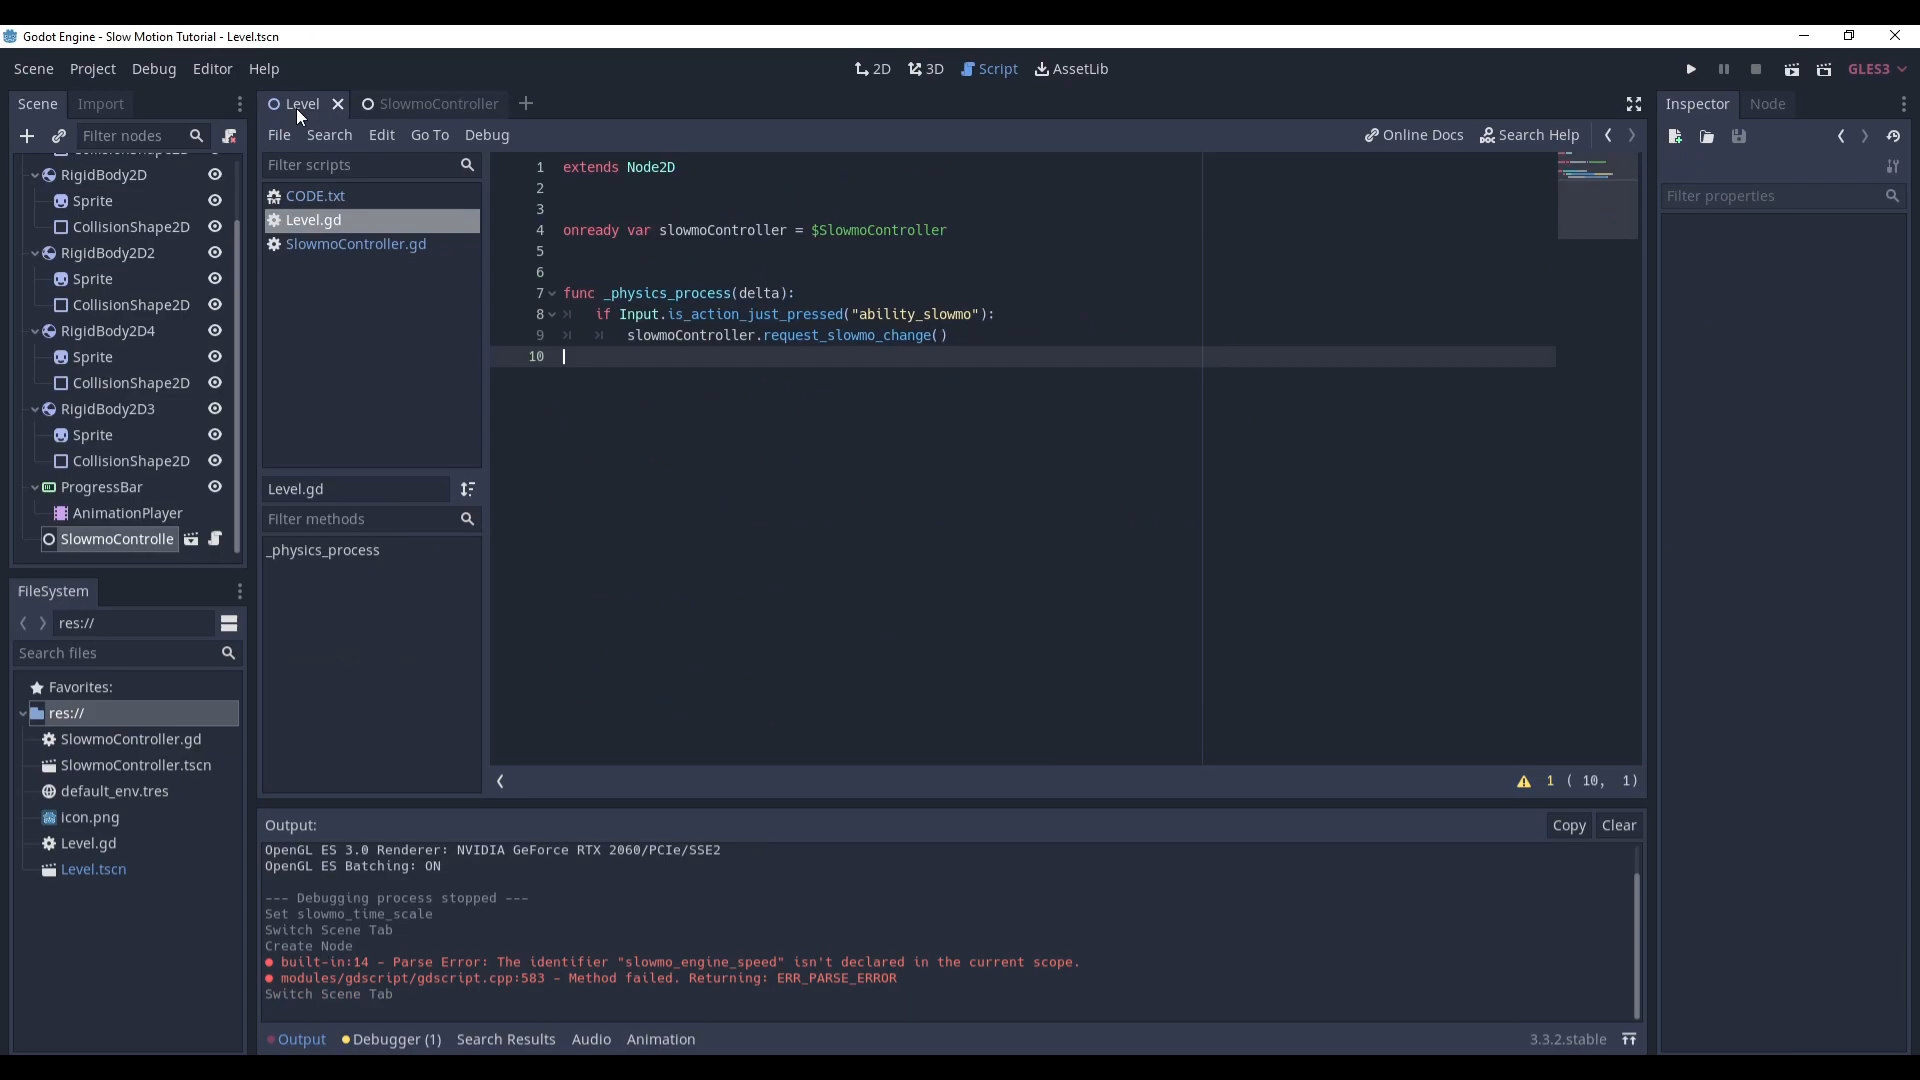 Godot Engine - Slow Motion Tutorial - Level.tscn
Scene Project Debug Editor Help
2D 3D Script AssetLib
GLES3
Scene Import
Filter nodes
RigidBody2D
Sprite
CollisionShape2D
RigidBody2D2
Sprite
CollisionShape2D
RigidBody2D4
Sprite
CollisionShape2D
RigidBody2D3
Sprite
CollisionShape2D
ProgressBar
AnimationPlayer
SlowmoControlle
FileSystem
res://
Search files
Favorites:
res://
SlowmoController.gd
SlowmoController.tscn
default_env.tres
icon.png
Level.gd
Level.tscn
Level SlowmoController
File Search Edit Go To Debug
Online Docs Search Help
Filter scripts
CODE.txt
Level.gd
SlowmoController.gd
Level.gd
Filter methods
_physics_process
1 extends Node2D
2
3
4 onready var slowmoController = $SlowmoController
5
6
7 func _physics_process(delta):
8 if Input.is_action_just_pressed("ability_slowmo"):
9 slowmoController.request_slowmo_change()
10
1 ( 10, 1)
Output:
Copy Clear
OpenGL ES 3.0 Renderer: NVIDIA GeForce RTX 2060/PCIe/SSE2
OpenGL ES Batching: ON
--- Debugging process stopped ---
Set slowmo_time_scale
Switch Scene Tab
Create Node
built-in:14 - Parse Error: The identifier "slowmo_engine_speed" isn't declared in the current scope.
modules/gdscript/gdscript.cpp:583 - Method failed. Returning: ERR_PARSE_ERROR
Switch Scene Tab
Output Debugger (1) Search Results Audio Animation
3.3.2.stable
Inspector Node
Filter properties